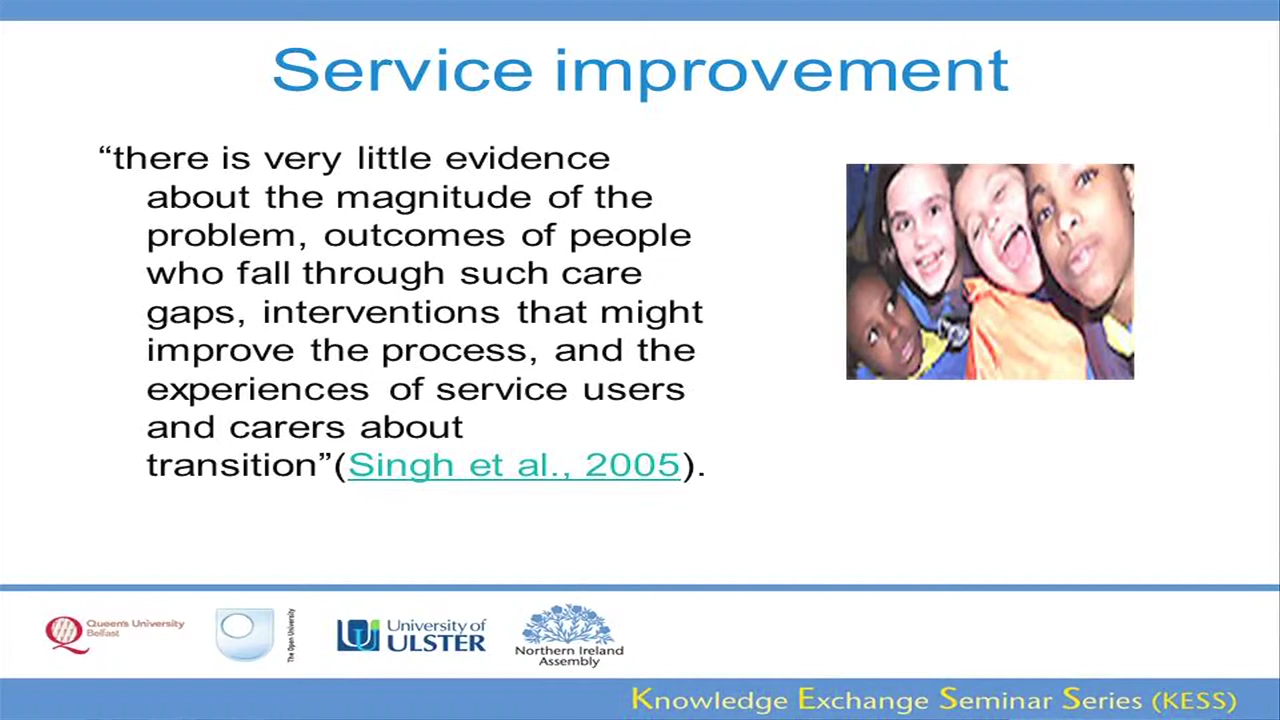 Service improvement
“there is very little evidence
about the magnitude of the
problem, outcomes of people
who fall through such care
gaps, interventions that might
improve the process, and the
experiences of service users
and carers about
transition”(Singh et al., 2005).
Queen's University
Belfast
The Open University
University of
ULSTER
Northern Ireland
Assembly
Knowledge Exchange Seminar Series (KESS)